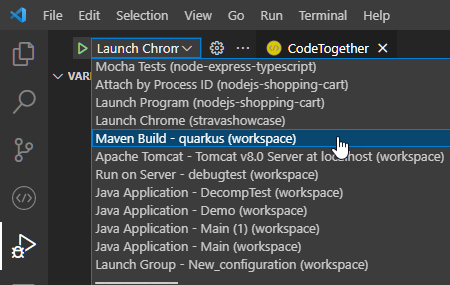 File Edit Selection View Go Run Terminal Help
Launch Chrom CodeTogether
VAR
Mocha Tests (node-express-typescript)
Attach by Process ID (nodejs-shopping-cart)
Launch Program (nodejs-shopping-cart)
Launch Chrome (stravashowcase)
Maven Build - quarkus (workspace)
Apache Tomcat - Tomcat v8.0 Server at localhost (workspace)
Run on Server - debugtest (workspace)
Java Application - DecompTest (workspace)
Java Application - Demo (workspace)
Java Application - Main (1) (workspace)
Java Application - Main (workspace)
Launch Group - New_configuration (workspace)